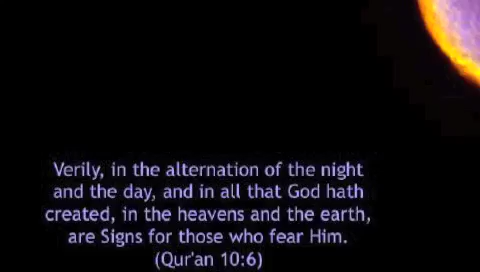 Verily, in the alternation of the night
and the day, and in all that God hath
created, in the heavens and the earth,
are Signs for those who fear Him.
(Qur'an 10:6)